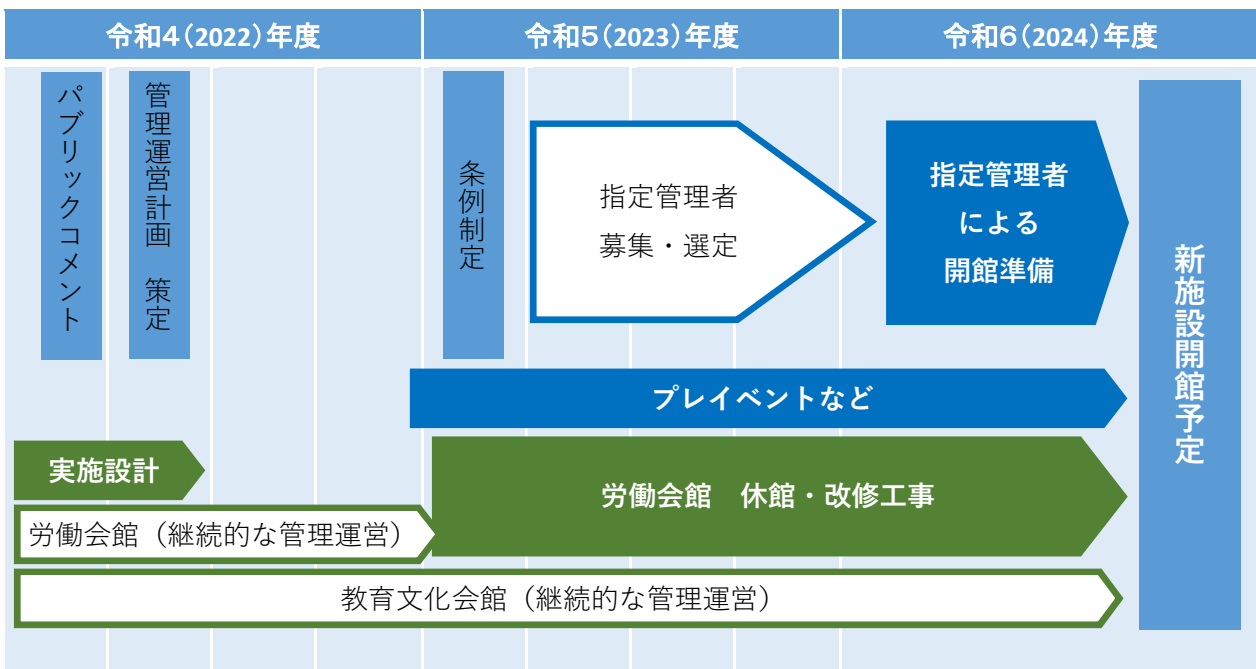 令和4(2022)年度
令和5(2023)年度
令和6(2024)年度
パブリックコメント
管理運営計画 策定
条例制定
指定管理者
募集・選定
指定管理者
による
開館準備
新施設開館予定
プレイベントなど
実施設計
労働会館 休館・改修工事
労働会館（継続的な管理運営）
教育文化会館（継続的な管理運営）